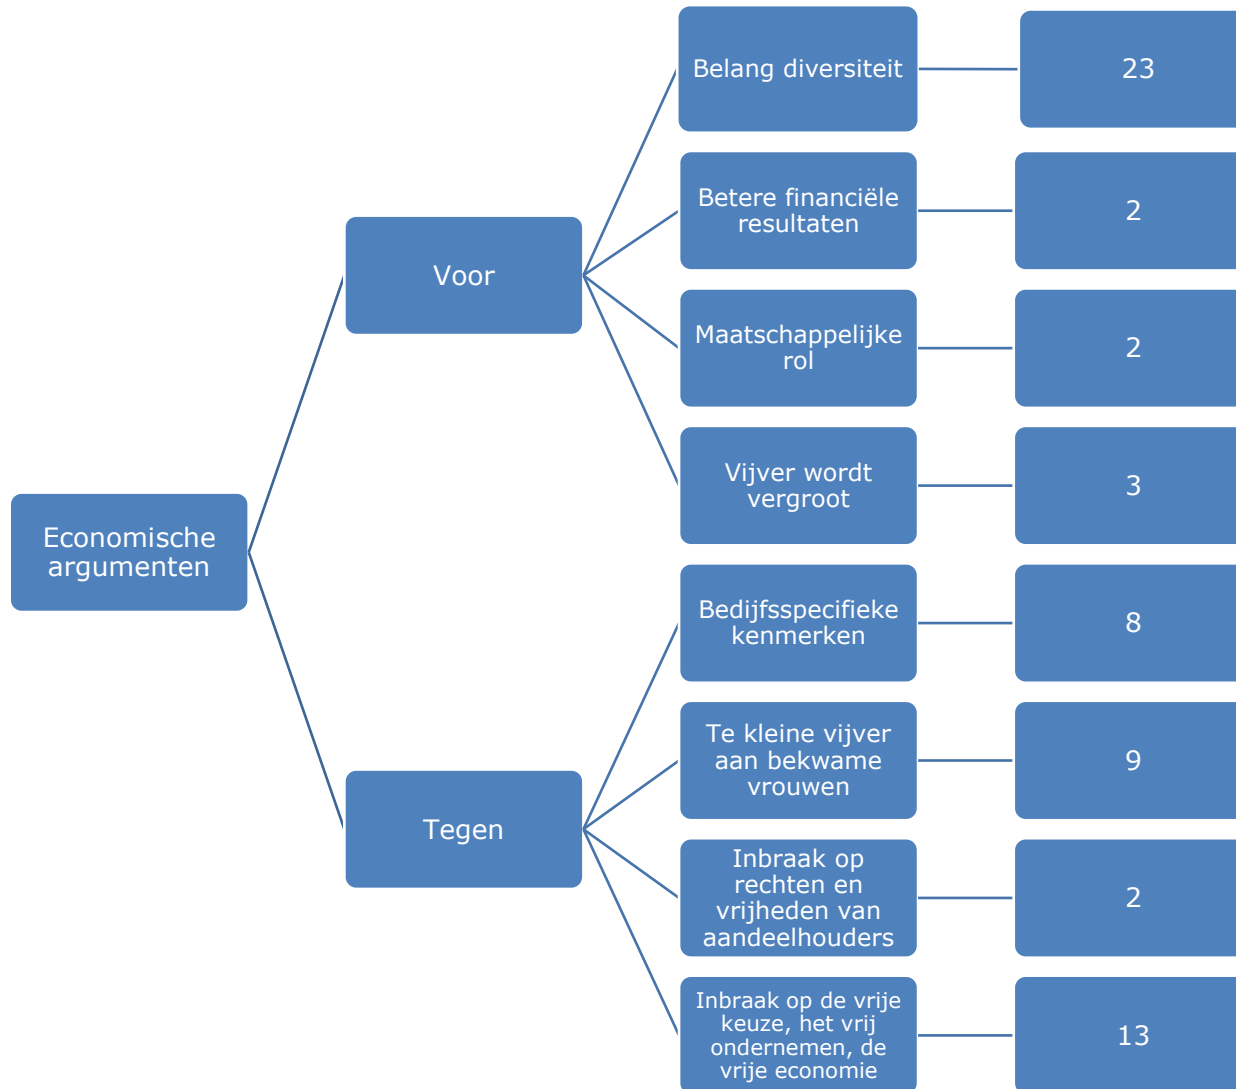 Belang diversiteit
23
Betere financiële
resultaten
2
Voor
Maatschappelijke
rol
2
Vijver wordt
vergroot
3
Economische
argumenten
Bedijfsspecifieke
kenmerken
8
Te kleine vijver
aan bekwame
vrouwen
9
Tegen
Inbraak op
rechten en
vrijheden van
aandeelhouders
2
Inbraak op de vrije
keuze, het vrij
ondernemen, de
vrije economie
13